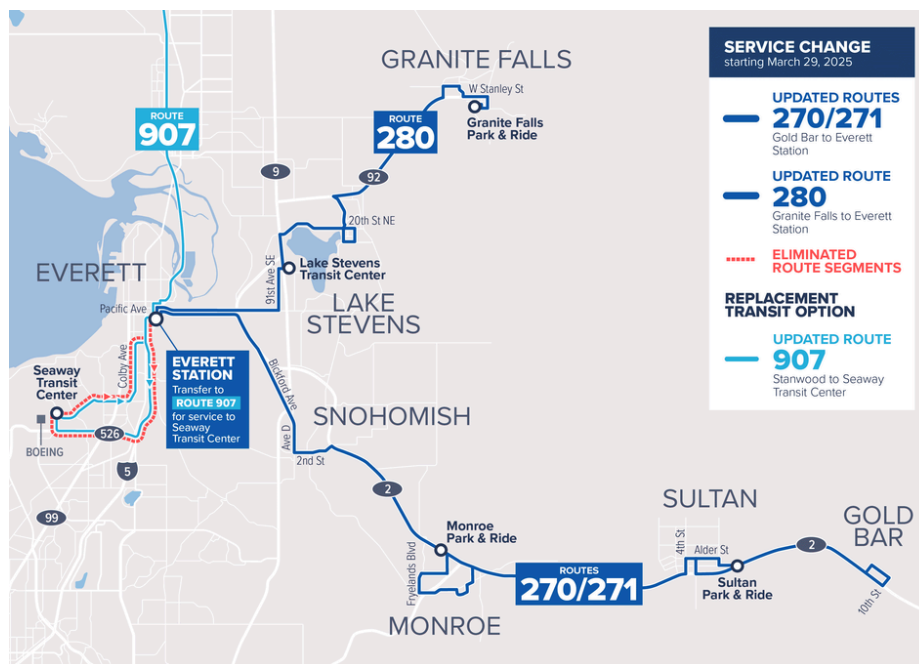 GRANITE FALLS
W Stanley St
Granite Falls
Park & Ride
ROUTE
907
ROUTE
280
9
92
20th St NE
Lake Stevens
Transit Center
91st Ave SE
LAKE
STEVENS
EVERETT
Pacific Ave
Colby Ave
Seaway
Transit
Center
BOEING
526
5
99
EVERETT
STATION
Transfer to
ROUTE 907
for service to
Seaway
Transit Center
Bickford Ave
Ave D
2nd St
SNOHOMISH
2
Monroe
Park & Ride
Fryelands Blvd
MONROE
ROUTES
270/271
SULTAN
4th St
Alder St
Sultan
Park & Ride
2
GOLD
BAR
10th St
SERVICE CHANGE
starting March 29, 2025
UPDATED ROUTES
270/271
Gold Bar to Everett
Station
UPDATED ROUTE
280
Granite Falls to Everett
Station
ELIMINATED
ROUTE SEGMENTS
REPLACEMENT
TRANSIT OPTION
UPDATED ROUTE
907
Stanwood to Seaway
Transit Center